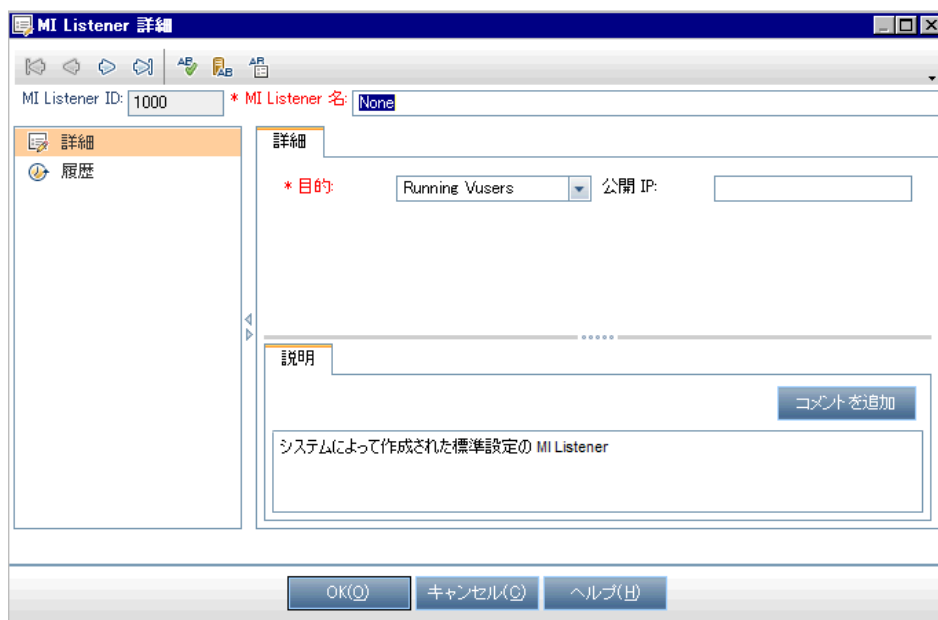 MI Listener 詳細
MI Listener ID: 1000 * MI Listener 名: None
詳細
履歴
詳細
* 目的: Running Vusers 公開 IP:
説明
コメントを追加
システムによって作成された標準設定の MI Listener
OK(O) キャンセル(C) ヘルプ(H)